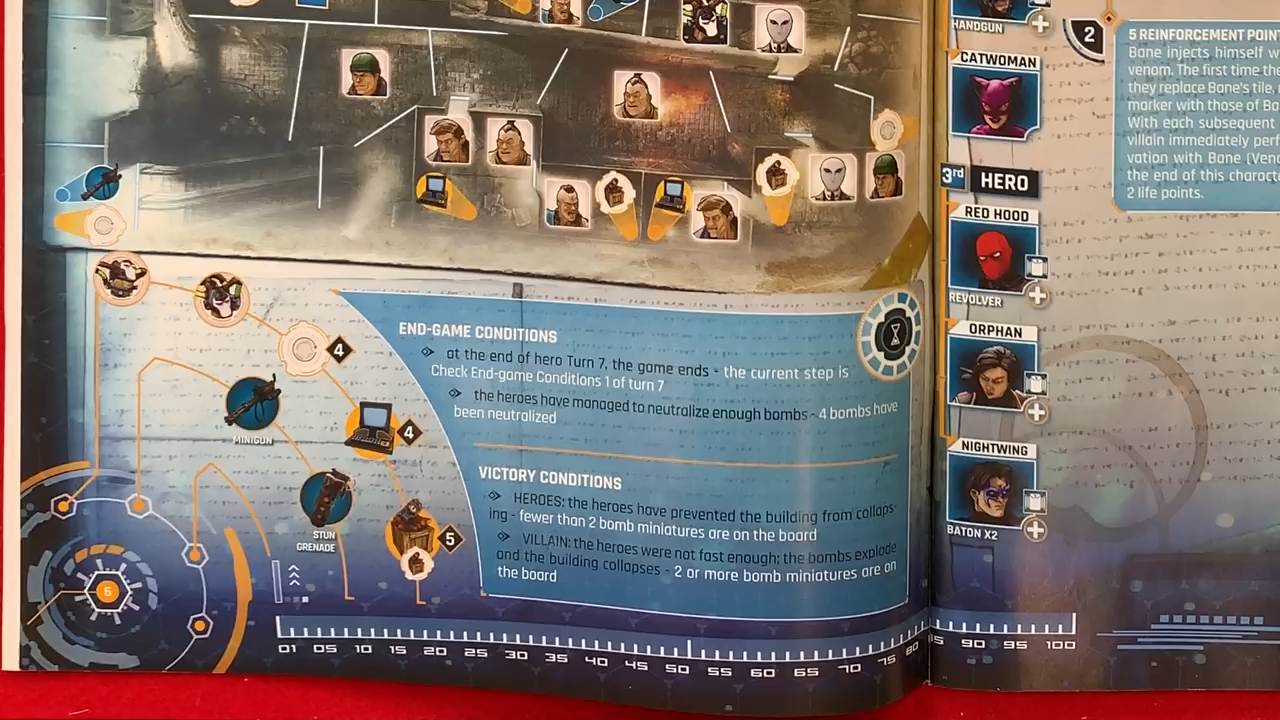 HANDGUN
CATWOMAN
3rd HERO
RED HOOD
REVOLVER
ORPHAN
NIGHTWING
BATON X2
2
5 REINFORCEMENT POINT
Bane injects himself w
venom. The first time the
they replace Bane's tile,
marker with those of Ba
With each subsequent
villain immediately perf
vation with Bane (Ven
the end of this characte
2 life points.
4
MINIGUN
4
STUN
GRENADE
5
6
END-GAME CONDITIONS
at the end of hero Turn 7, the game ends - the current step is
Check End-game Conditions 1 of turn 7
the heroes have managed to neutralize enough bombs - 4 bombs have
been neutralized
VICTORY CONDITIONS
HEROES: the heroes have prevented the building from collaps-
ing - fewer than 2 bomb miniatures are on the board
VILLAIN: the heroes were not fast enough; the bombs explode
and the building collapses - 2 or more bomb miniatures are on
the board
01 05 10 15 20 25 30 35 40 45 50 55 60 65 70 75 80 85 90 95 100